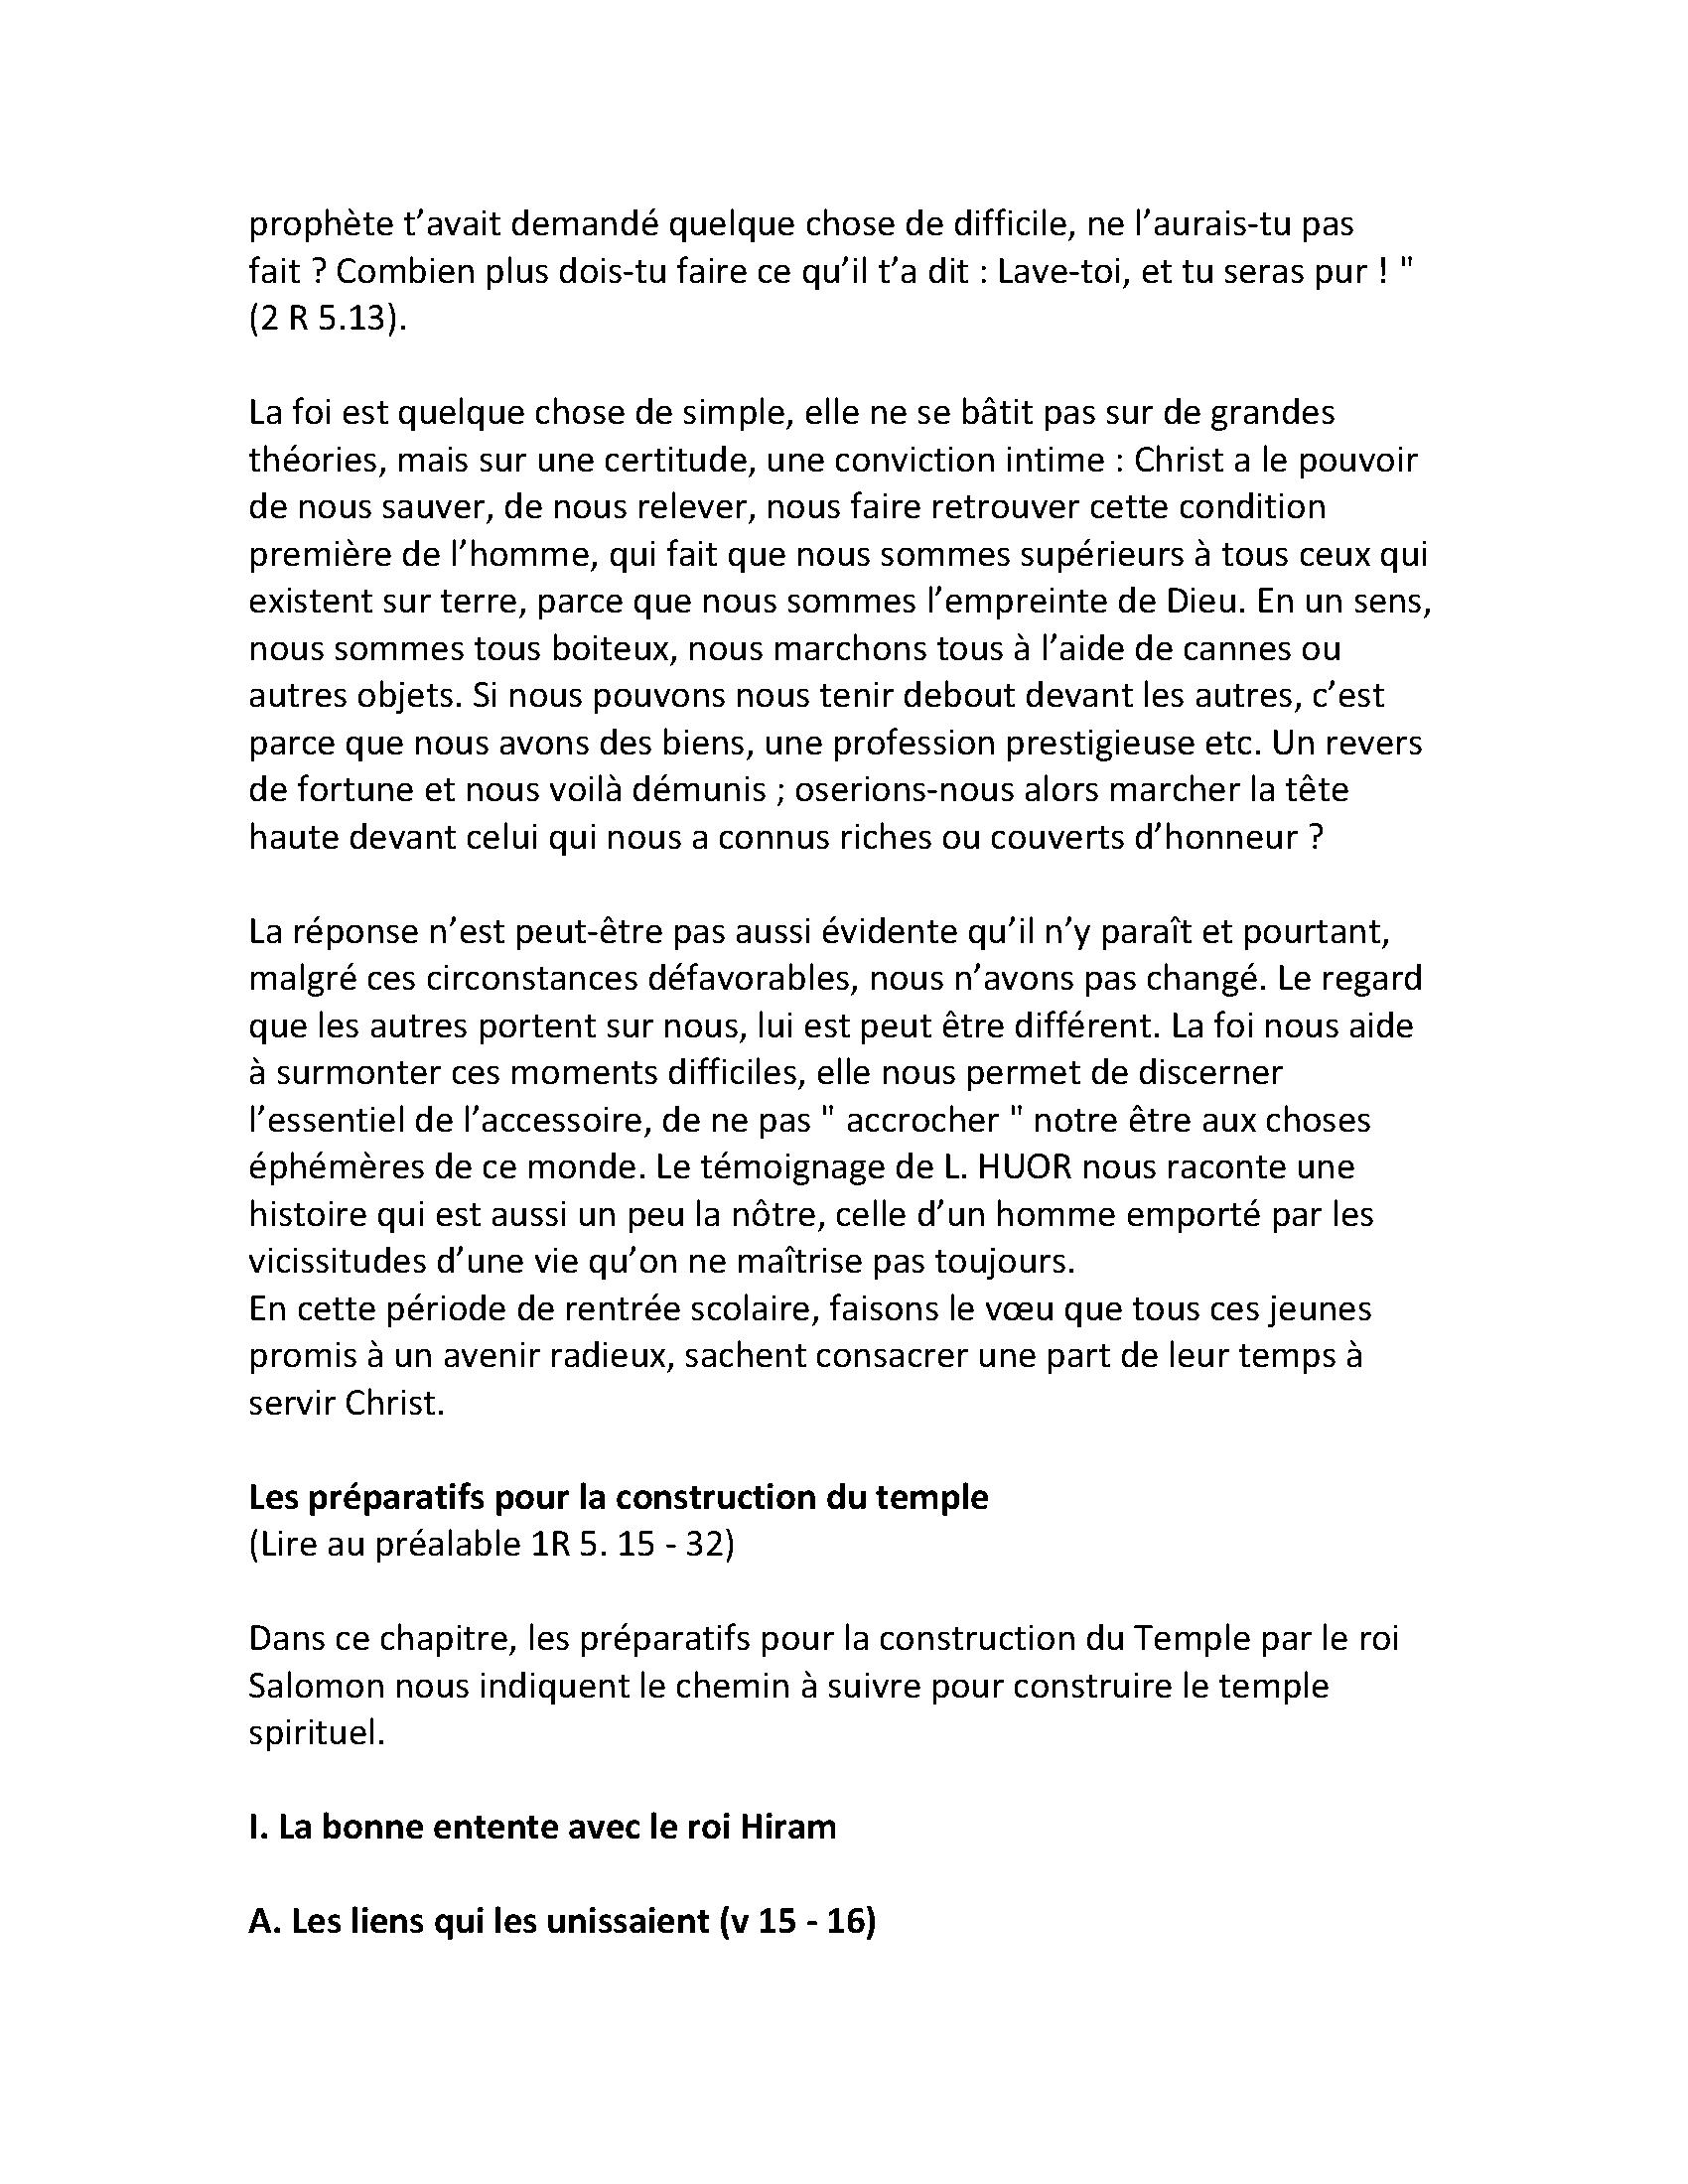 prophète t’avait demandé quelque chose de difficile, ne l’aurais-tu pas
fait ? Combien plus dois-tu faire ce qu’il t’a dit : Lave-toi, et tu seras pur ! "
(2 R 5.13).
La foi est quelque chose de simple, elle ne se bâtit pas sur de grandes
théories, mais sur une certitude, une conviction intime : Christ a le pouvoir
de nous sauver, de nous relever, nous faire retrouver cette condition
première de l’homme, qui fait que nous sommes supérieurs à tous ceux qui
existent sur terre, parce que nous sommes l’empreinte de Dieu. En un sens,
nous sommes tous boiteux, nous marchons tous à l’aide de cannes ou
autres objets. Si nous pouvons nous tenir debout devant les autres, c’est
parce que nous avons des biens, une profession prestigieuse etc. Un revers
de fortune et nous voilà démunis ; oserions-nous alors marcher la tête
haute devant celui qui nous a connus riches ou couverts d’honneur ?
La réponse n’est peut-être pas aussi évidente qu’il n’y paraît et pourtant,
malgré ces circonstances défavorables, nous n’avons pas changé. Le regard
que les autres portent sur nous, lui est peut être différent. La foi nous aide
à surmonter ces moments difficiles, elle nous permet de discerner
l’essentiel de l’accessoire, de ne pas " accrocher " notre être aux choses
éphémères de ce monde. Le témoignage de L. HUOR nous raconte une
histoire qui est aussi un peu la nôtre, celle d’un homme emporté par les
vicissitudes d’une vie qu’on ne maîtrise pas toujours.
En cette période de rentrée scolaire, faisons le vœu que tous ces jeunes
promis à un avenir radieux, sachent consacrer une part de leur temps à
servir Christ.
Les préparatifs pour la construction du temple
(Lire au préalable 1R 5. 15 - 32)
Dans ce chapitre, les préparatifs pour la construction du Temple par le roi
Salomon nous indiquent le chemin à suivre pour construire le temple
spirituel.
I. La bonne entente avec le roi Hiram
A. Les liens qui les unissaient (v 15 - 16)